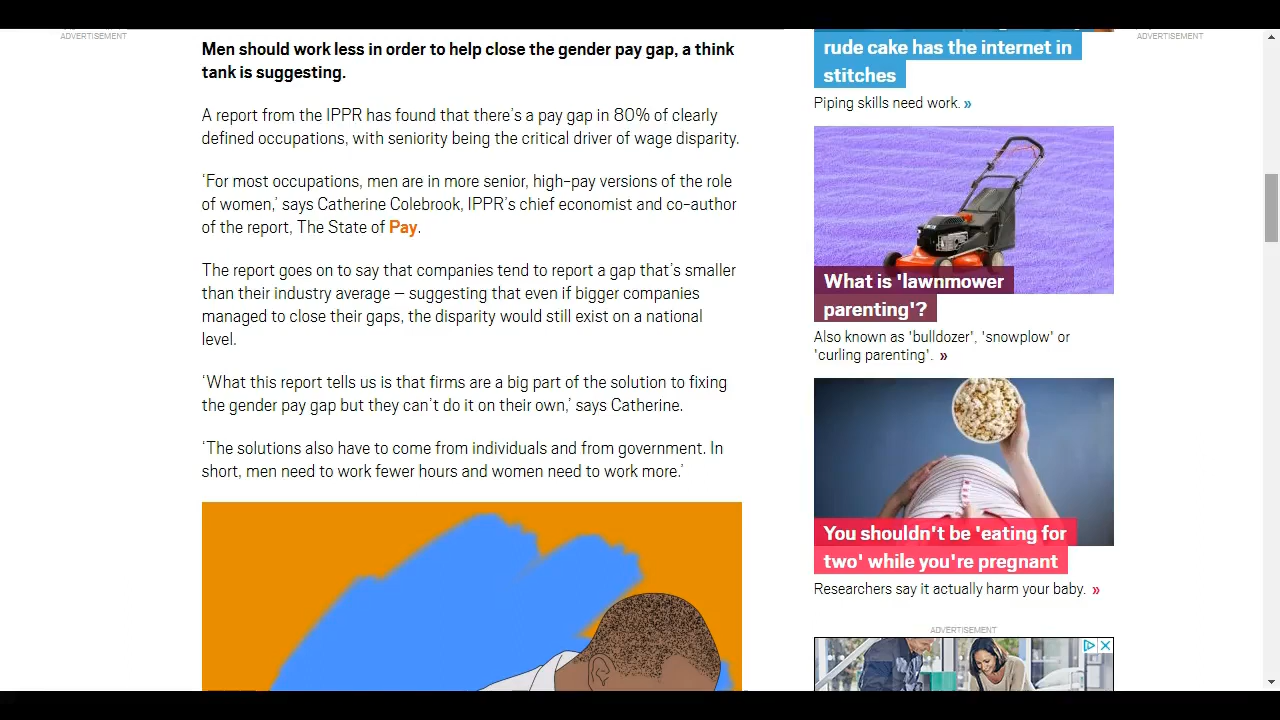 ADVERTISEMENT
Men should work less in order to help close the gender pay gap, a think
tank is suggesting.
A report from the IPPR has found that there's a pay gap in 80% of clearly
defined occupations, with seniority being the critical driver of wage disparity.
‘For most occupations, men are in more senior, high-pay versions of the role
of women,’ says Catherine Colebrook, IPPR's chief economist and co-author
of the report, The State of Pay.
The report goes on to say that companies tend to report a gap that's smaller
than their industry average – suggesting that even if bigger companies
managed to close their gaps, the disparity would still exist on a national
level.
‘What this report tells us is that firms are a big part of the solution to fixing
the gender pay gap but they can't do it on their own,’ says Catherine.
‘The solutions also have to come from individuals and from government. In
short, men need to work fewer hours and women need to work more.’
rude cake has the internet in
stitches
Piping skills need work. »
What is 'lawnmower
parenting'?
Also known as 'bulldozer', 'snowplow' or
'curling parenting'. »
You shouldn't be 'eating for
two' while you're pregnant
Researchers say it actually harm your baby. »
ADVERTISEMENT
ADVERTISEMENT